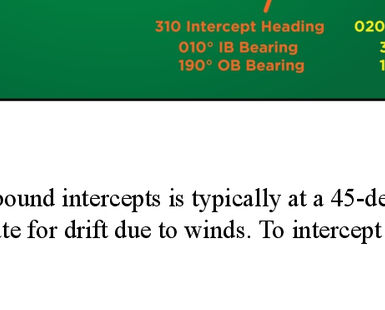 310 Intercept Heading 020
010° IB Bearing 3
190° OB Bearing 1
bound intercepts is typically at a 45-de
te for drift due to winds. To intercept